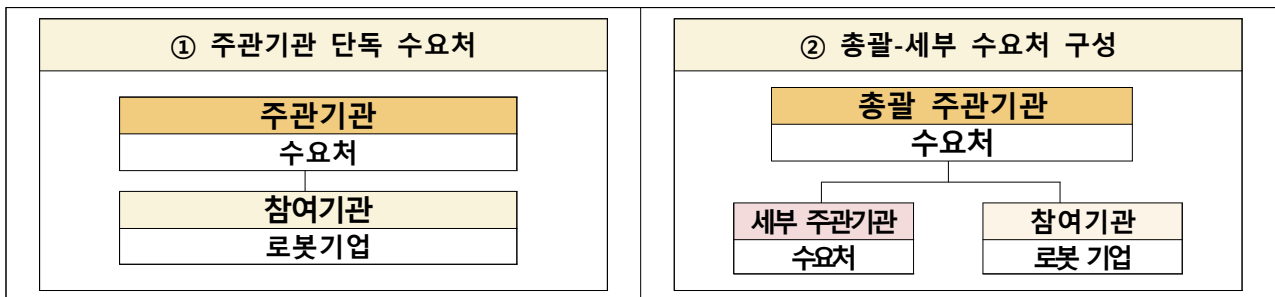 ① 주관기관 단독 수요처
주관기관
수요처
참여기관
로봇기업
② 총괄-세부 수요처 구성
총괄 주관기관
수요처
세부 주관기관
수요처
참여기관
로봇 기업